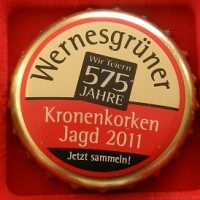 Wernesgrüner
Wir feiern
575
JAHRE
Kronenkorken
Jagd 2011
Jetzt sammeln!